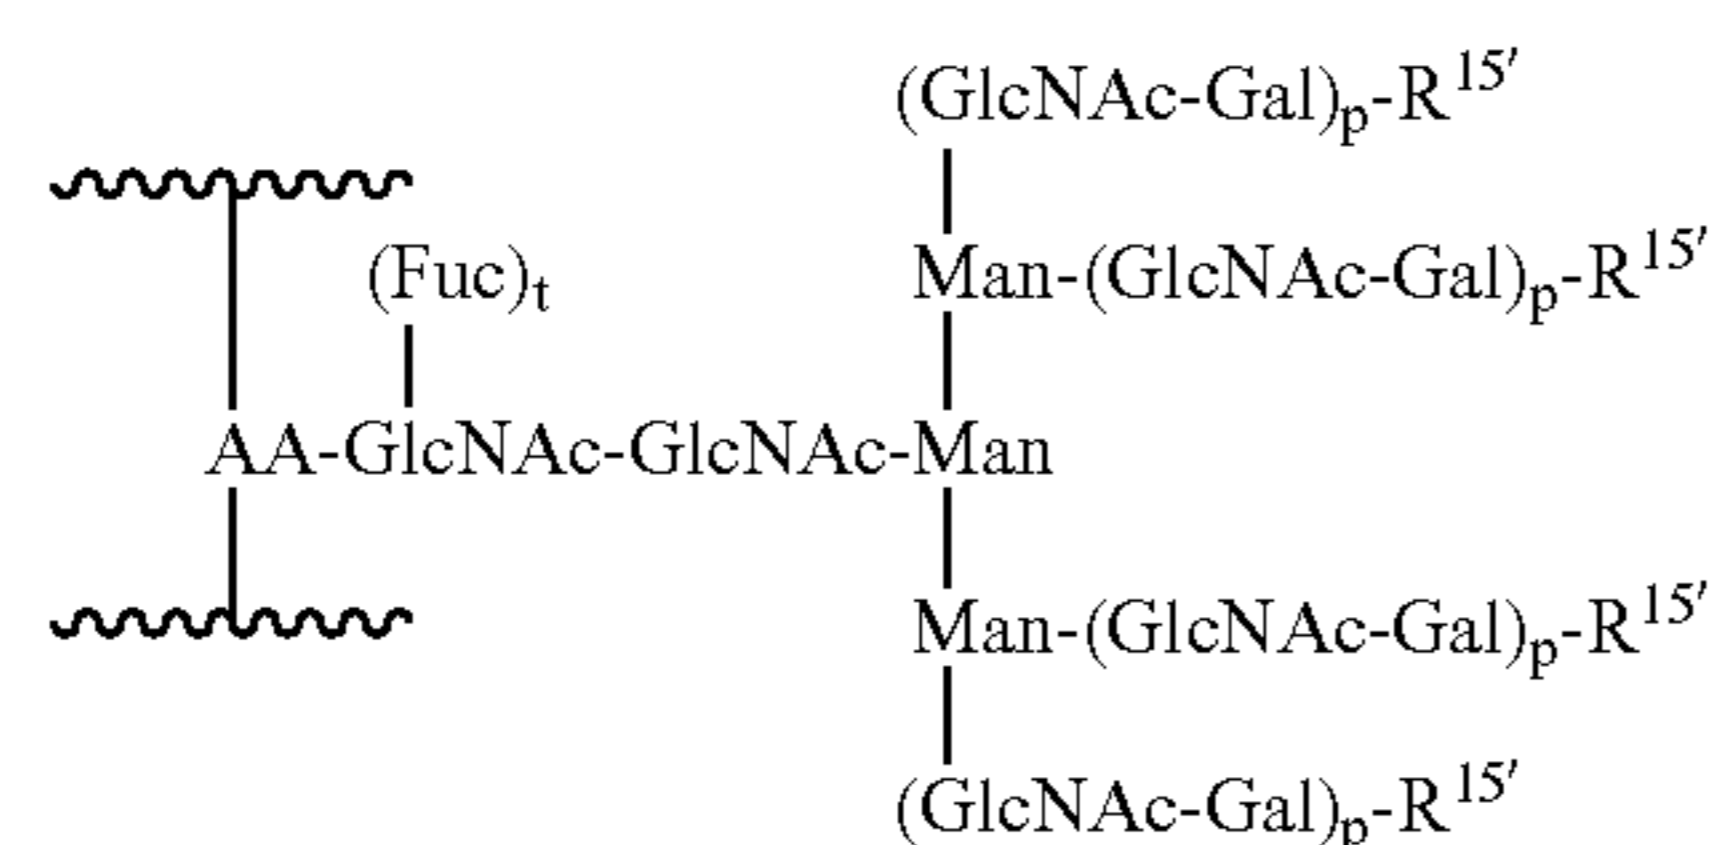 (GlcNAc-Gal)ₚ-R¹⁵′
(Fuc)ₜ Man-(GlcNAc-Gal)ₚ-R¹⁵′
AA-GlcNAc-GlcNAc-Man
Man-(GlcNAc-Gal)ₚ-R¹⁵′
(GlcNAc-Gal)ₚ-R¹⁵′